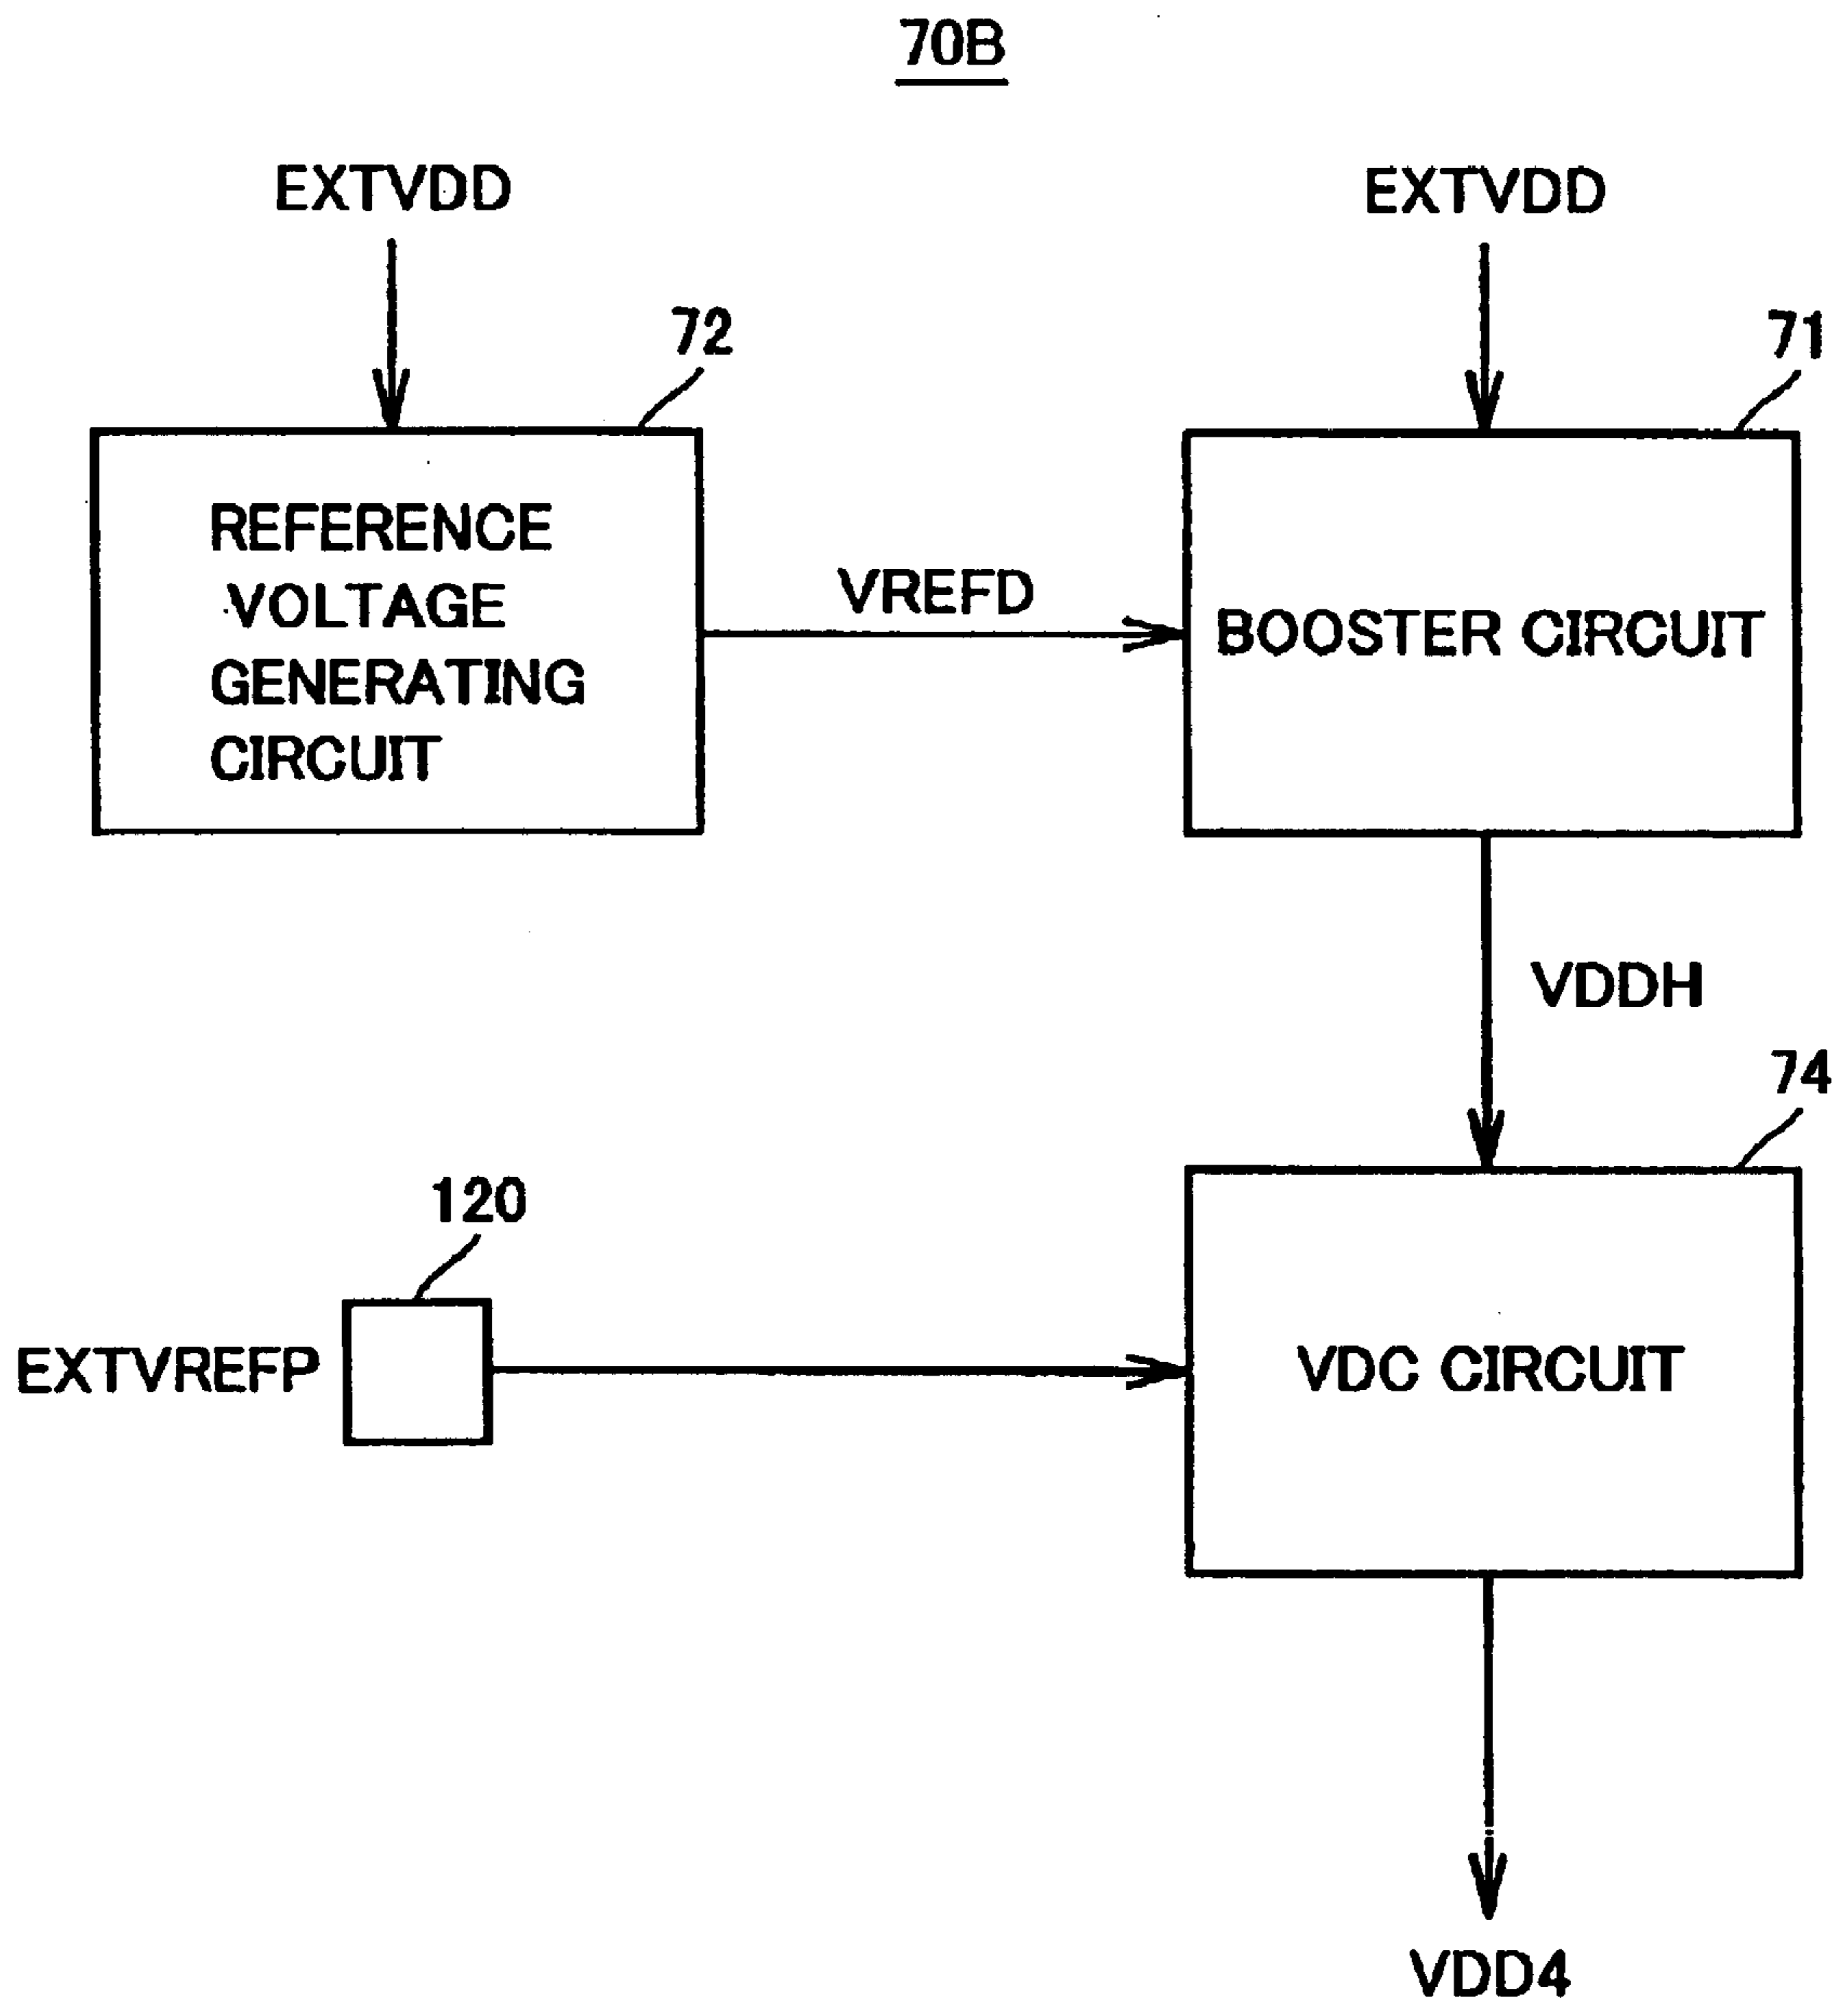 70B
EXTVDD
EXTVDD
72
71
REFERENCE
VOLTAGE
GENERATING
CIRCUIT
VREFD
BOOSTER CIRCUIT
VDDH
74
120
EXTVREFP
VDC CIRCUIT
VDD4